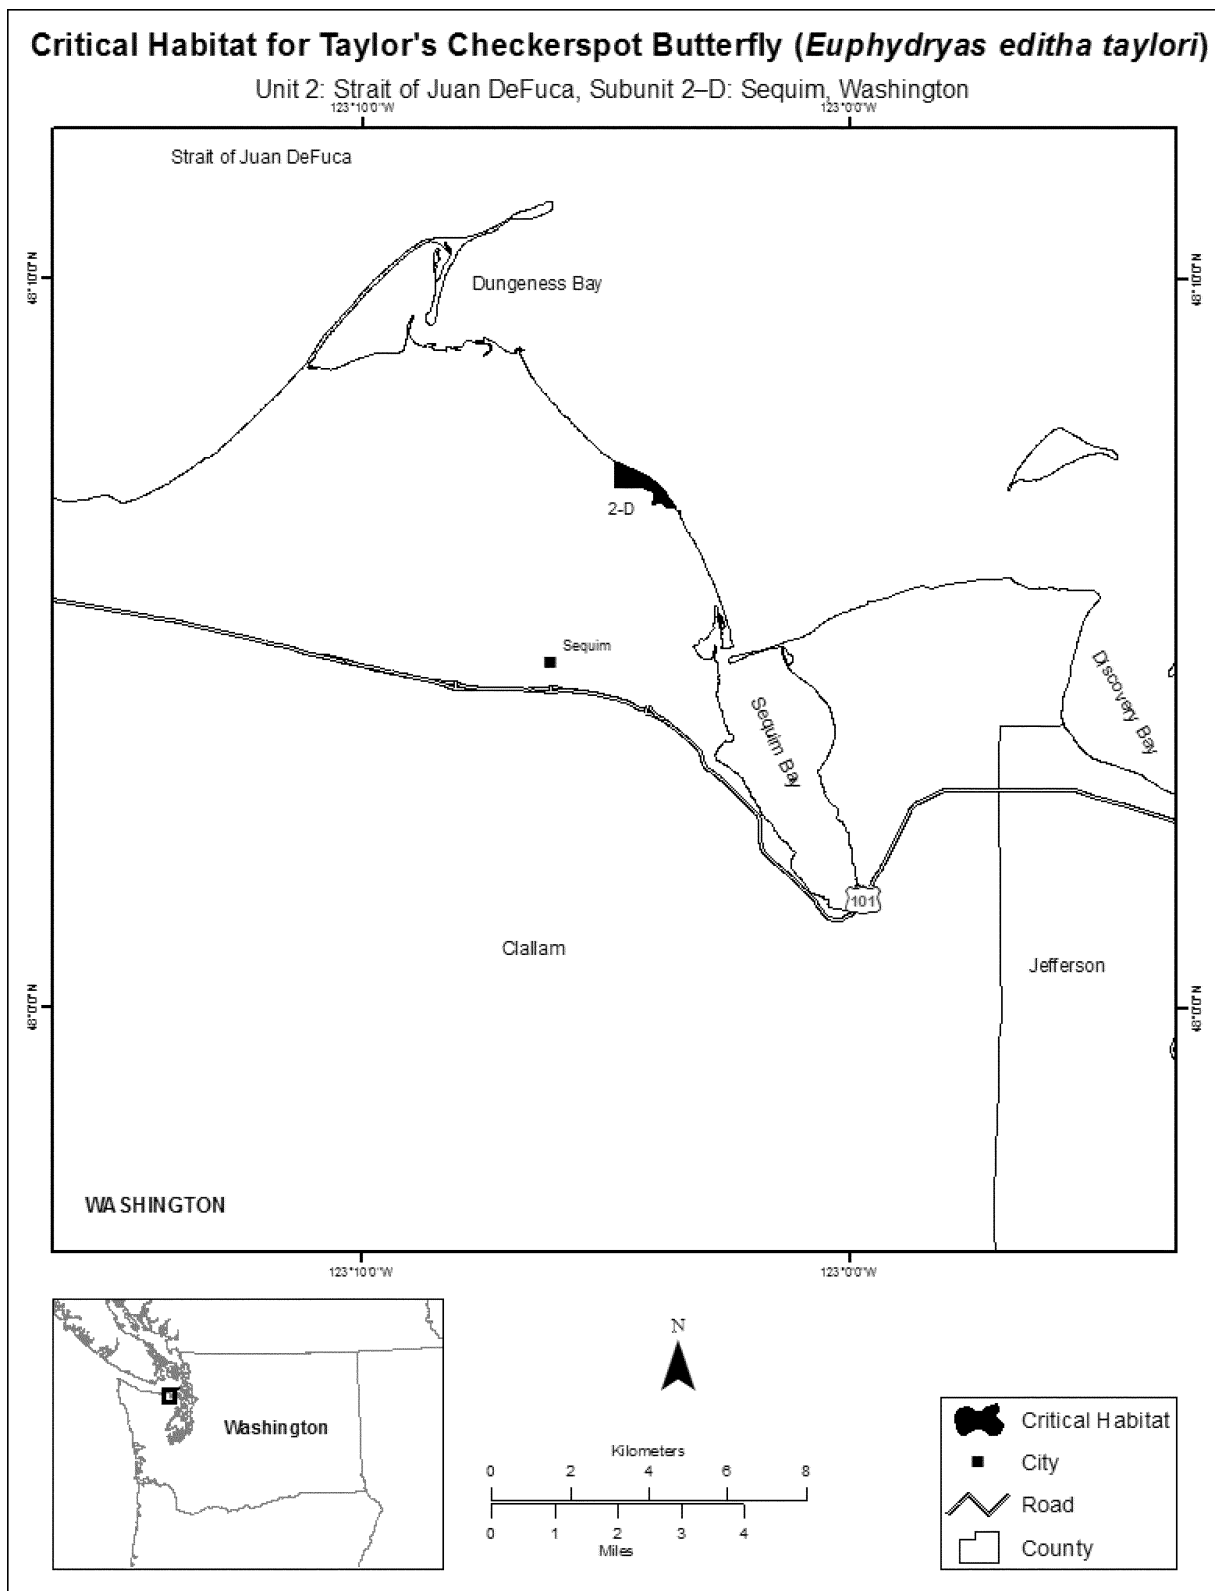 Critical Habitat for Taylor's Checkerspot Butterfly (Euphydryas editha taylori)
Unit 2: Strait of Juan DeFuca, Subunit 2–D: Sequim, Washington
123°10'0"W
123°0'0"W
Strait of Juan DeFuca
48°10'0"N
48°10'0"N
Dungeness Bay
2-D
Sequim
Discovery Bay
Sequim Bay
101
Clallam
Jefferson
48°0'0"N
48°0'0"N
WASHINGTON
123°10'0"W
123°0'0"W
Washington
N
Kilometers
0 2 4 6 8
0 1 2 3 4
Miles
Critical Habitat
City
Road
County